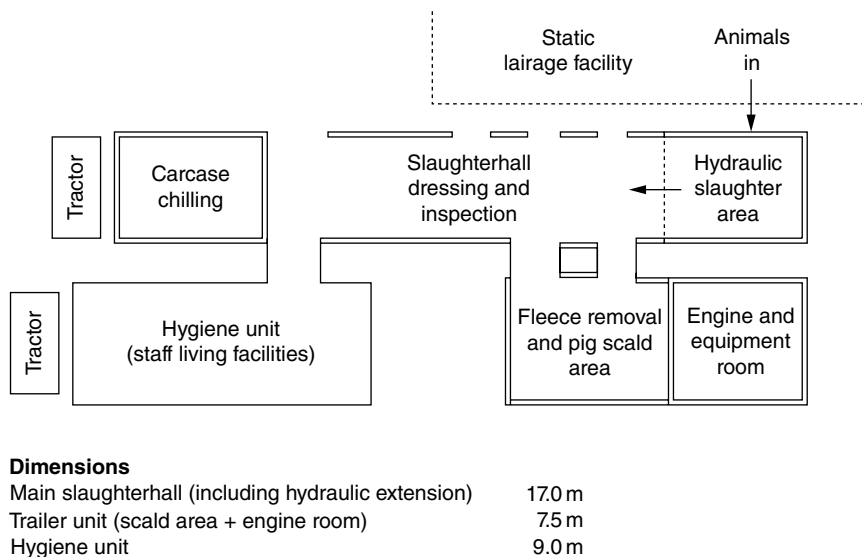 Static
lairage facility
Animals
in
Tractor
Carcase
chilling
Slaughterhall
dressing and
inspection
Hydraulic
slaughter
area
Tractor
Hygiene unit
(staff living facilities)
Fleece removal
and pig scald
area
Engine and
equipment
room
Dimensions
Main slaughterhall (including hydraulic extension) 17.0 m
Trailer unit (scald area + engine room) 7.5 m
Hygiene unit 9.0 m